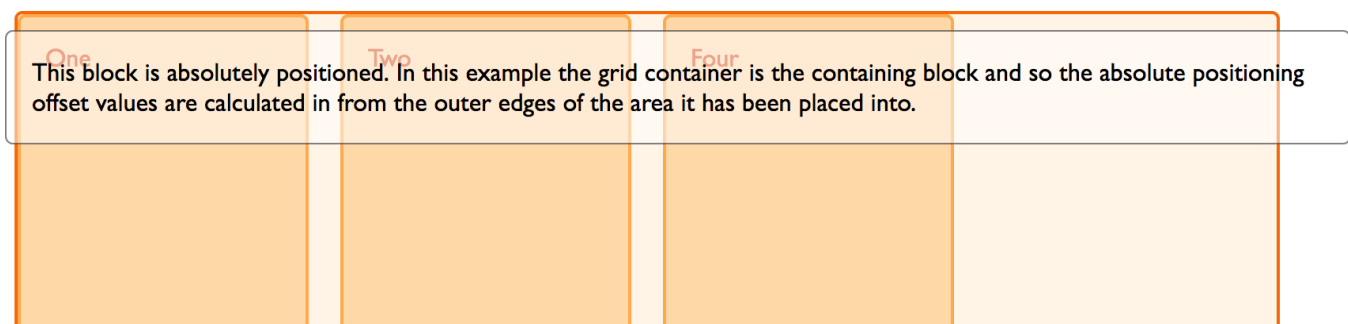 One
Two
Four
This block is absolutely positioned. In this example the grid container is the containing block and so the absolute positioning
offset values are calculated in from the outer edges of the area it has been placed into.